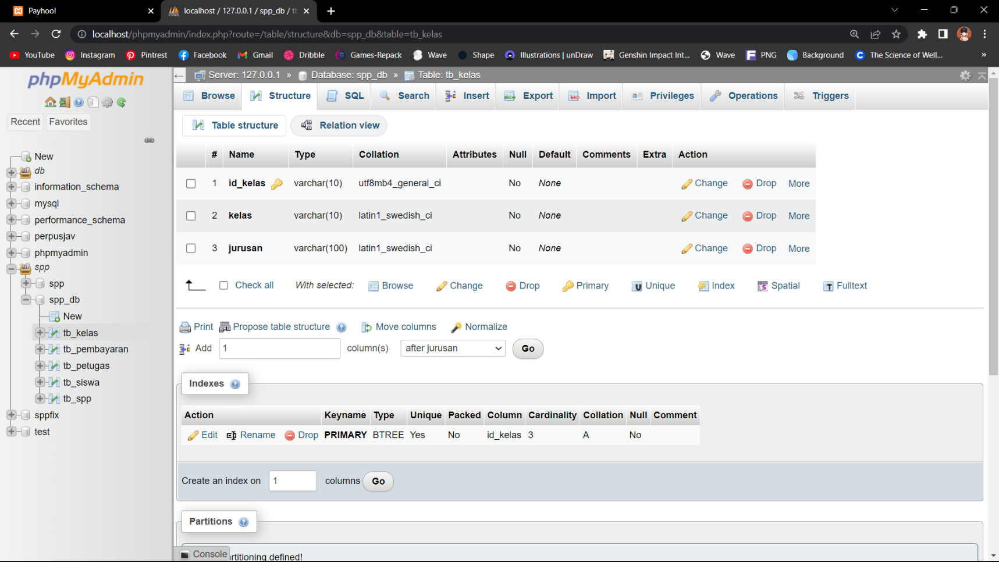 Payhool
localhost / 127.0.0.1 / spp_db / tb
localhost/phpmyadmin/index.php?route=/table/structure&db=spp_db&table=tb_kelas
YouTube Instagram Pintrest Facebook Gmail Dribble Games-Repack Wave Shape Illustrations | unDraw Genshin Impact Int... Wave PNG Background The Science of Well... »
phpMyAdmin
Recent Favorites
New
db
information_schema
mysql
performance_schema
perpusjav
phpmyadmin
spp
spp
spp_db
New
tb_kelas
tb_pembayaran
tb_petugas
tb_siswa
tb_spp
sppfix
test
Server: 127.0.0.1 » Database: spp_db » Table: tb_kelas
Browse Structure SQL Search Insert Export Import Privileges Operations Triggers
Table structure Relation view
# Name Type Collation Attributes Null Default Comments Extra Action
1 id_kelas varchar(10) utf8mb4_general_ci No None Change Drop More
2 kelas varchar(10) latin1_swedish_ci No None Change Drop More
3 jurusan varchar(100) latin1_swedish_ci No None Change Drop More
Check all With selected: Browse Change Drop Primary Unique Index Spatial Fulltext
Print Propose table structure Move columns Normalize
Add 1 column(s) after jurusan Go
Indexes
Action Keyname Type Unique Packed Column Cardinality Collation Null Comment
Edit Rename Drop PRIMARY BTREE Yes No id_kelas 3 A No
Create an index on 1 columns Go
Partitions
Console rtitioning defined!